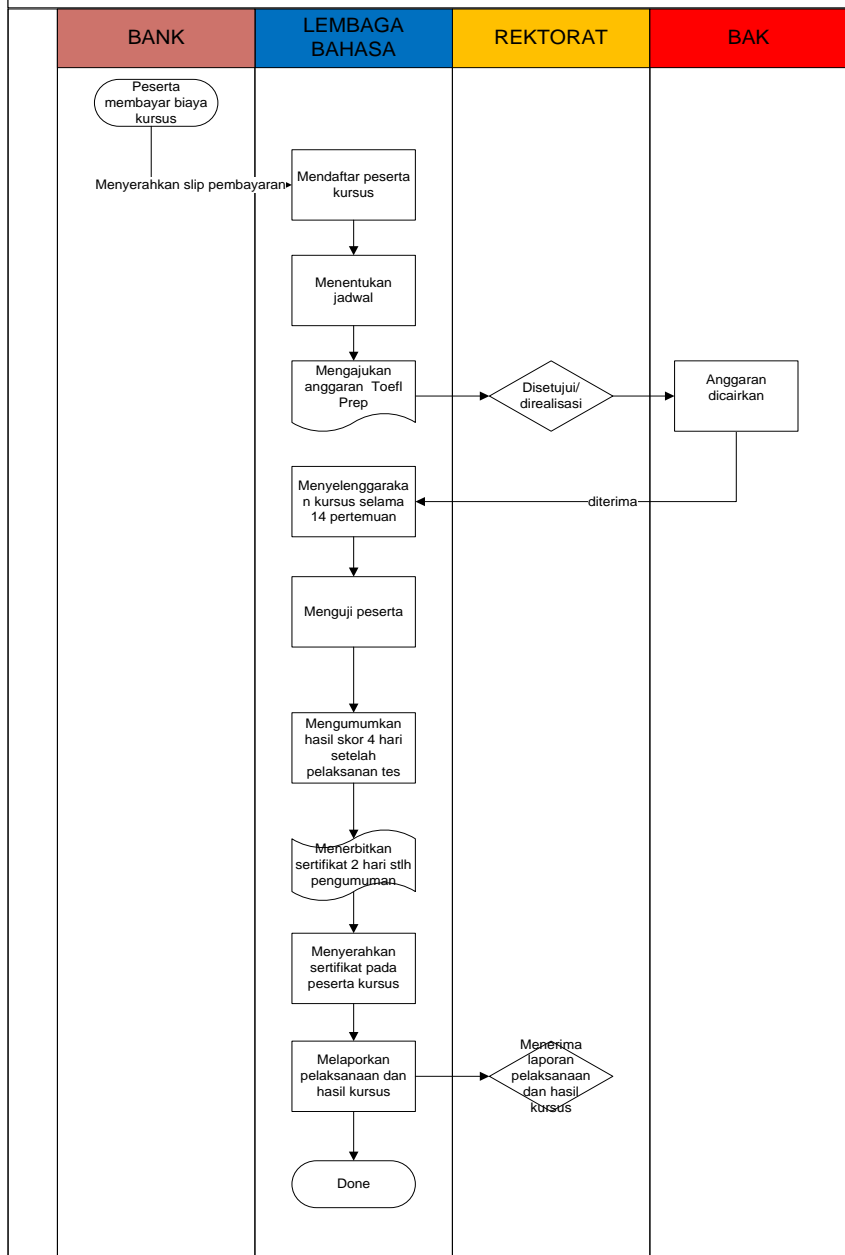 BANK
LEMBAGA
BAHASA
REKTORAT
BAK
Peserta
membayar biaya
kursus
Menyerahkan slip pembayaran
Mendaftar peserta
kursus
Menentukan
jadwal
Mengajukan
anggaran Toefl
Prep
Disetujui/
direalisasi
Anggaran
dicairkan
Menyelenggaraka
n kursus selama
14 pertemuan
diterima
Menguji peserta
Mengumumkan
hasil skor 4 hari
setelah
pelaksanan tes
Menerbitkan
sertifikat 2 hari stlh
pengumuman
Menyerahkan
sertifikat pada
peserta kursus
Melaporkan
pelaksanaan dan
hasil kursus
Menerima
laporan
pelaksanaan
dan hasil
kursus
Done